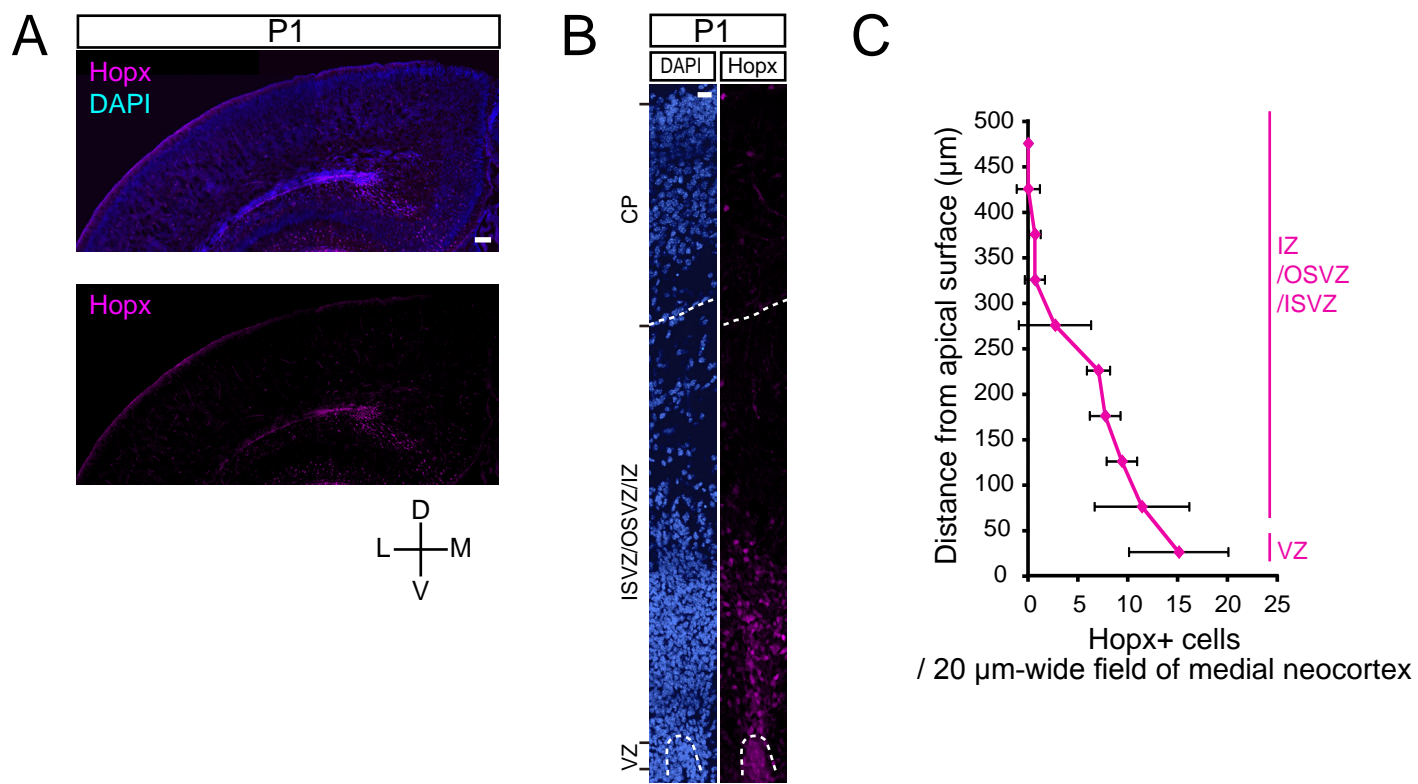 A
P1
Hopx
DAPI
Hopx
D
L M
V
B
P1
DAPI Hopx
CP
ISVZ/OSVZ/IZ
VZ
C
Distance from apical surface (µm)
500
450
400
350
300
250
200
150
100
50
0
0 5 10 15 20 25
Hopx+ cells
/ 20 µm-wide field of medial neocortex
IZ
/OSVZ
/ISVZ
VZ